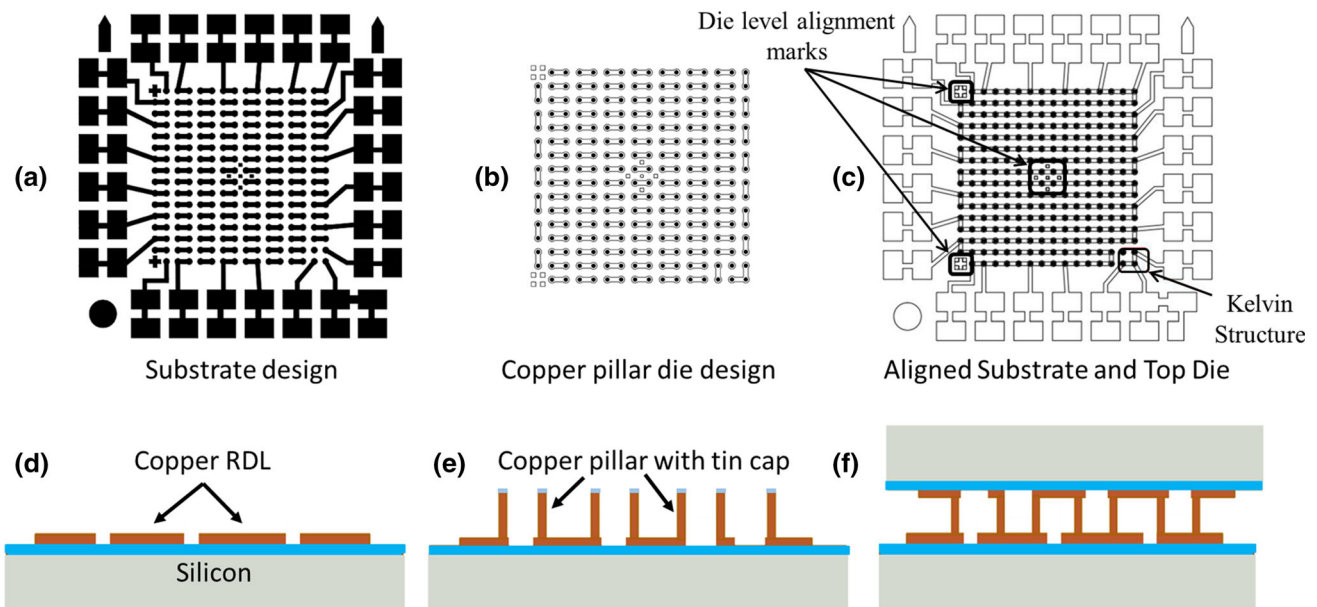 Die level alignment
marks
(a)
(b)
(c)
Kelvin
Structure
Substrate design
Copper pillar die design
Aligned Substrate and Top Die
(d)
Copper RDL
Silicon
(e)
Copper pillar with tin cap
(f)